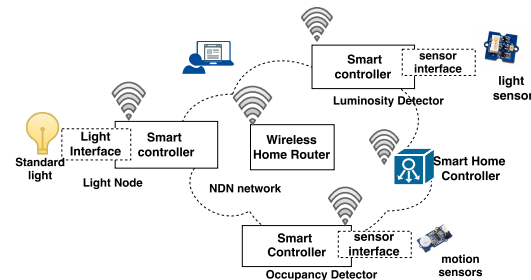 Smart
controller
sensor
interface
light
sensor
Luminosity Detector
Standard
light
Light
Interface
Smart
controller
Light Node
Wireless
Home Router
NDN network
Smart Home
Controller
Smart
Controller
sensor
interface
motion
sensors
Occupancy Detector